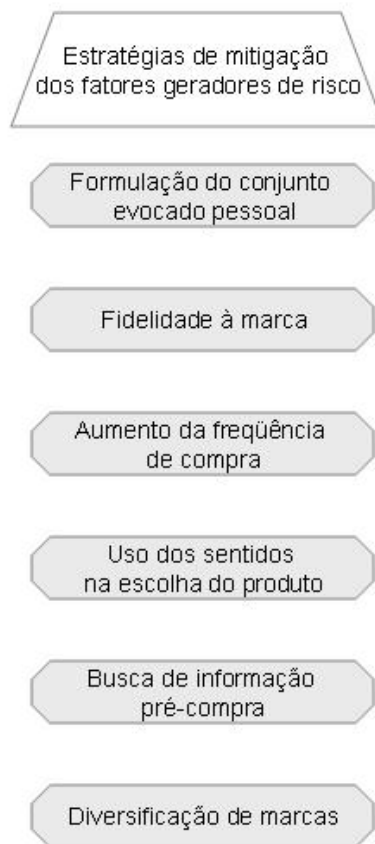 Estratégias de mitigação
dos fatores geradores de risco
Formulação do conjunto
evocado pessoal
Fidelidade à marca
Aumento da freqüência
de compra
Uso dos sentidos
na escolha do produto
Busca de informação
pré-compra
Diversificação de marcas